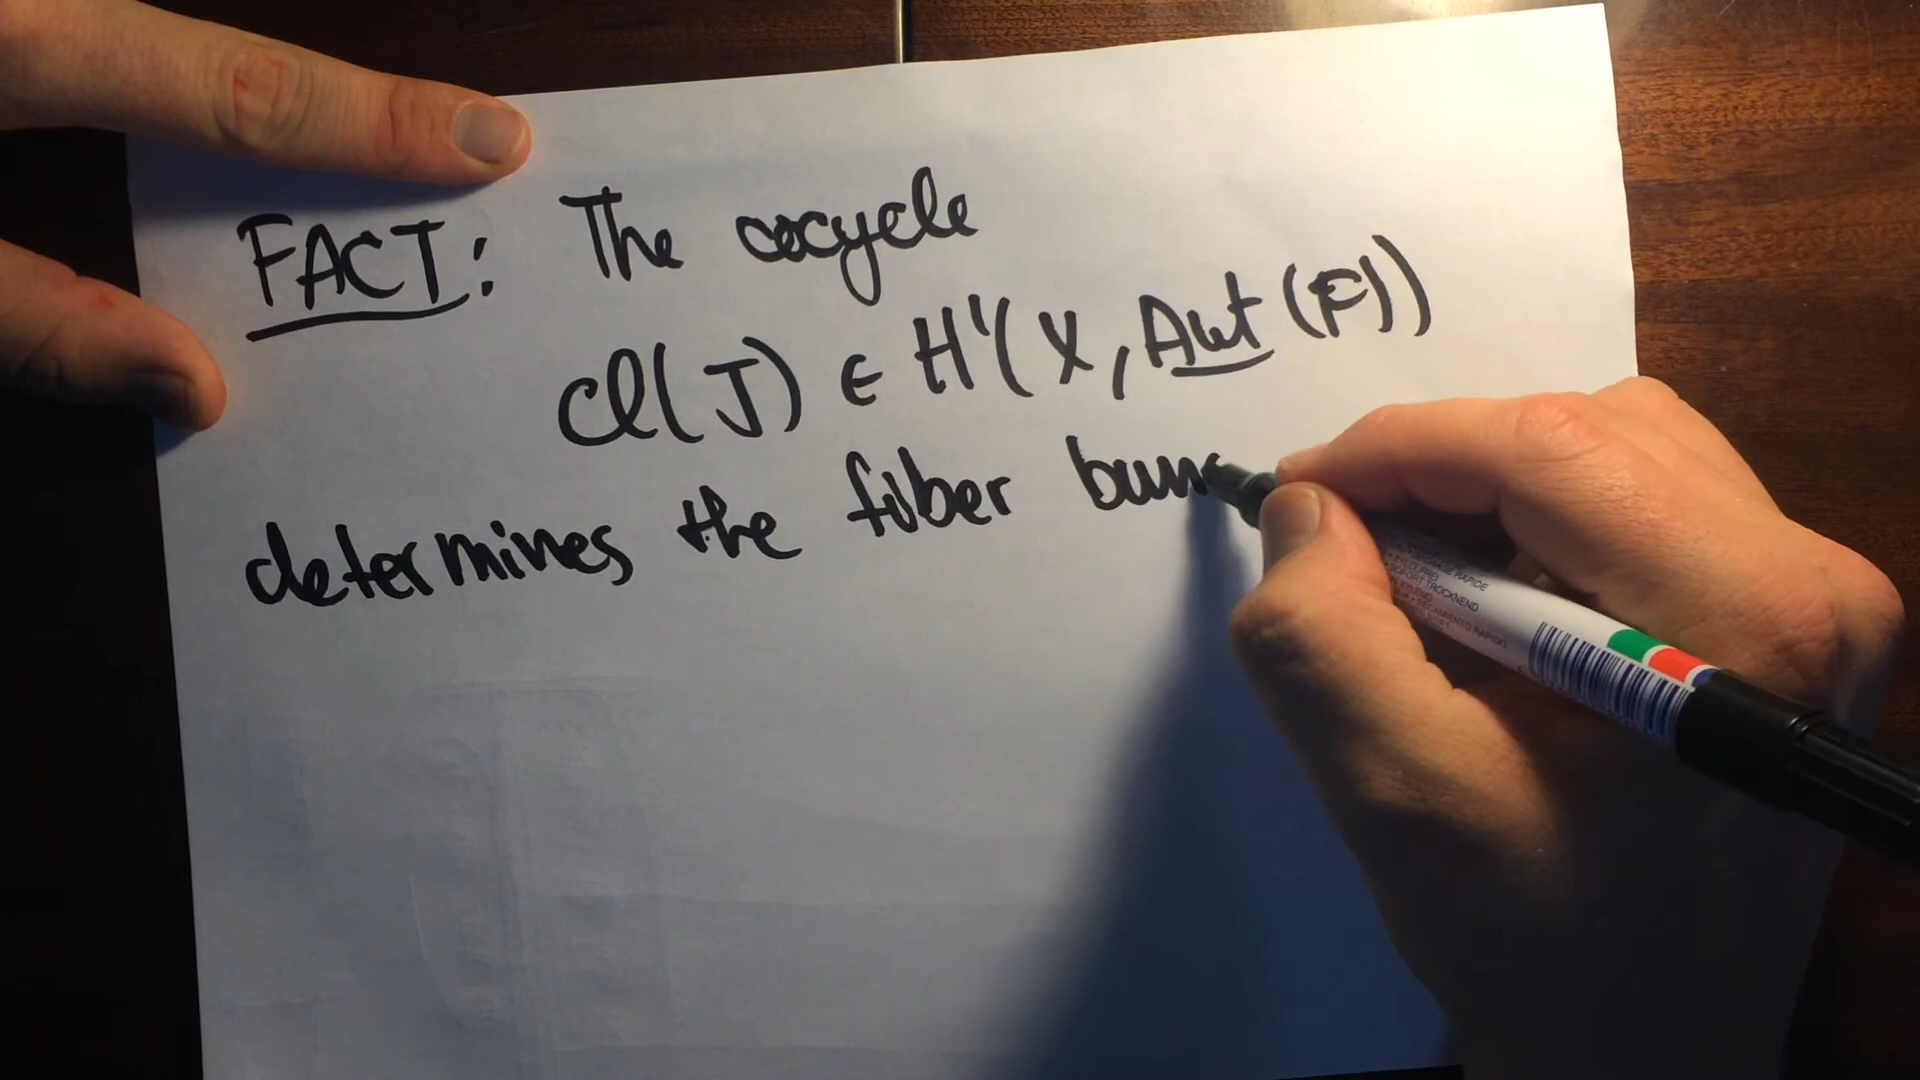 FACT: The cocycle
cl(J) ∈ H¹(X, Aut(F))
determines the fiber bun